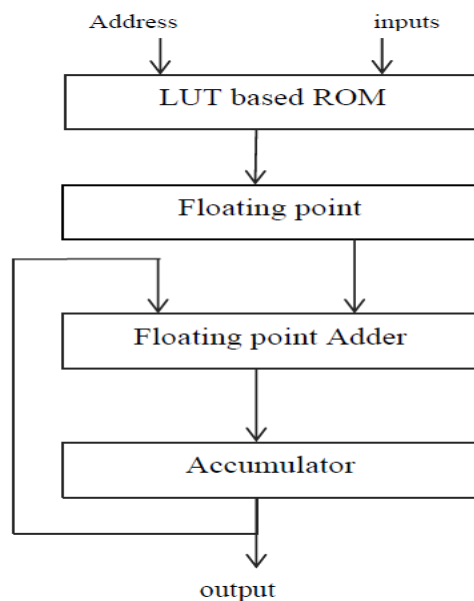 Address inputs
LUT based ROM
Floating point
Floating point Adder
Accumulator
output